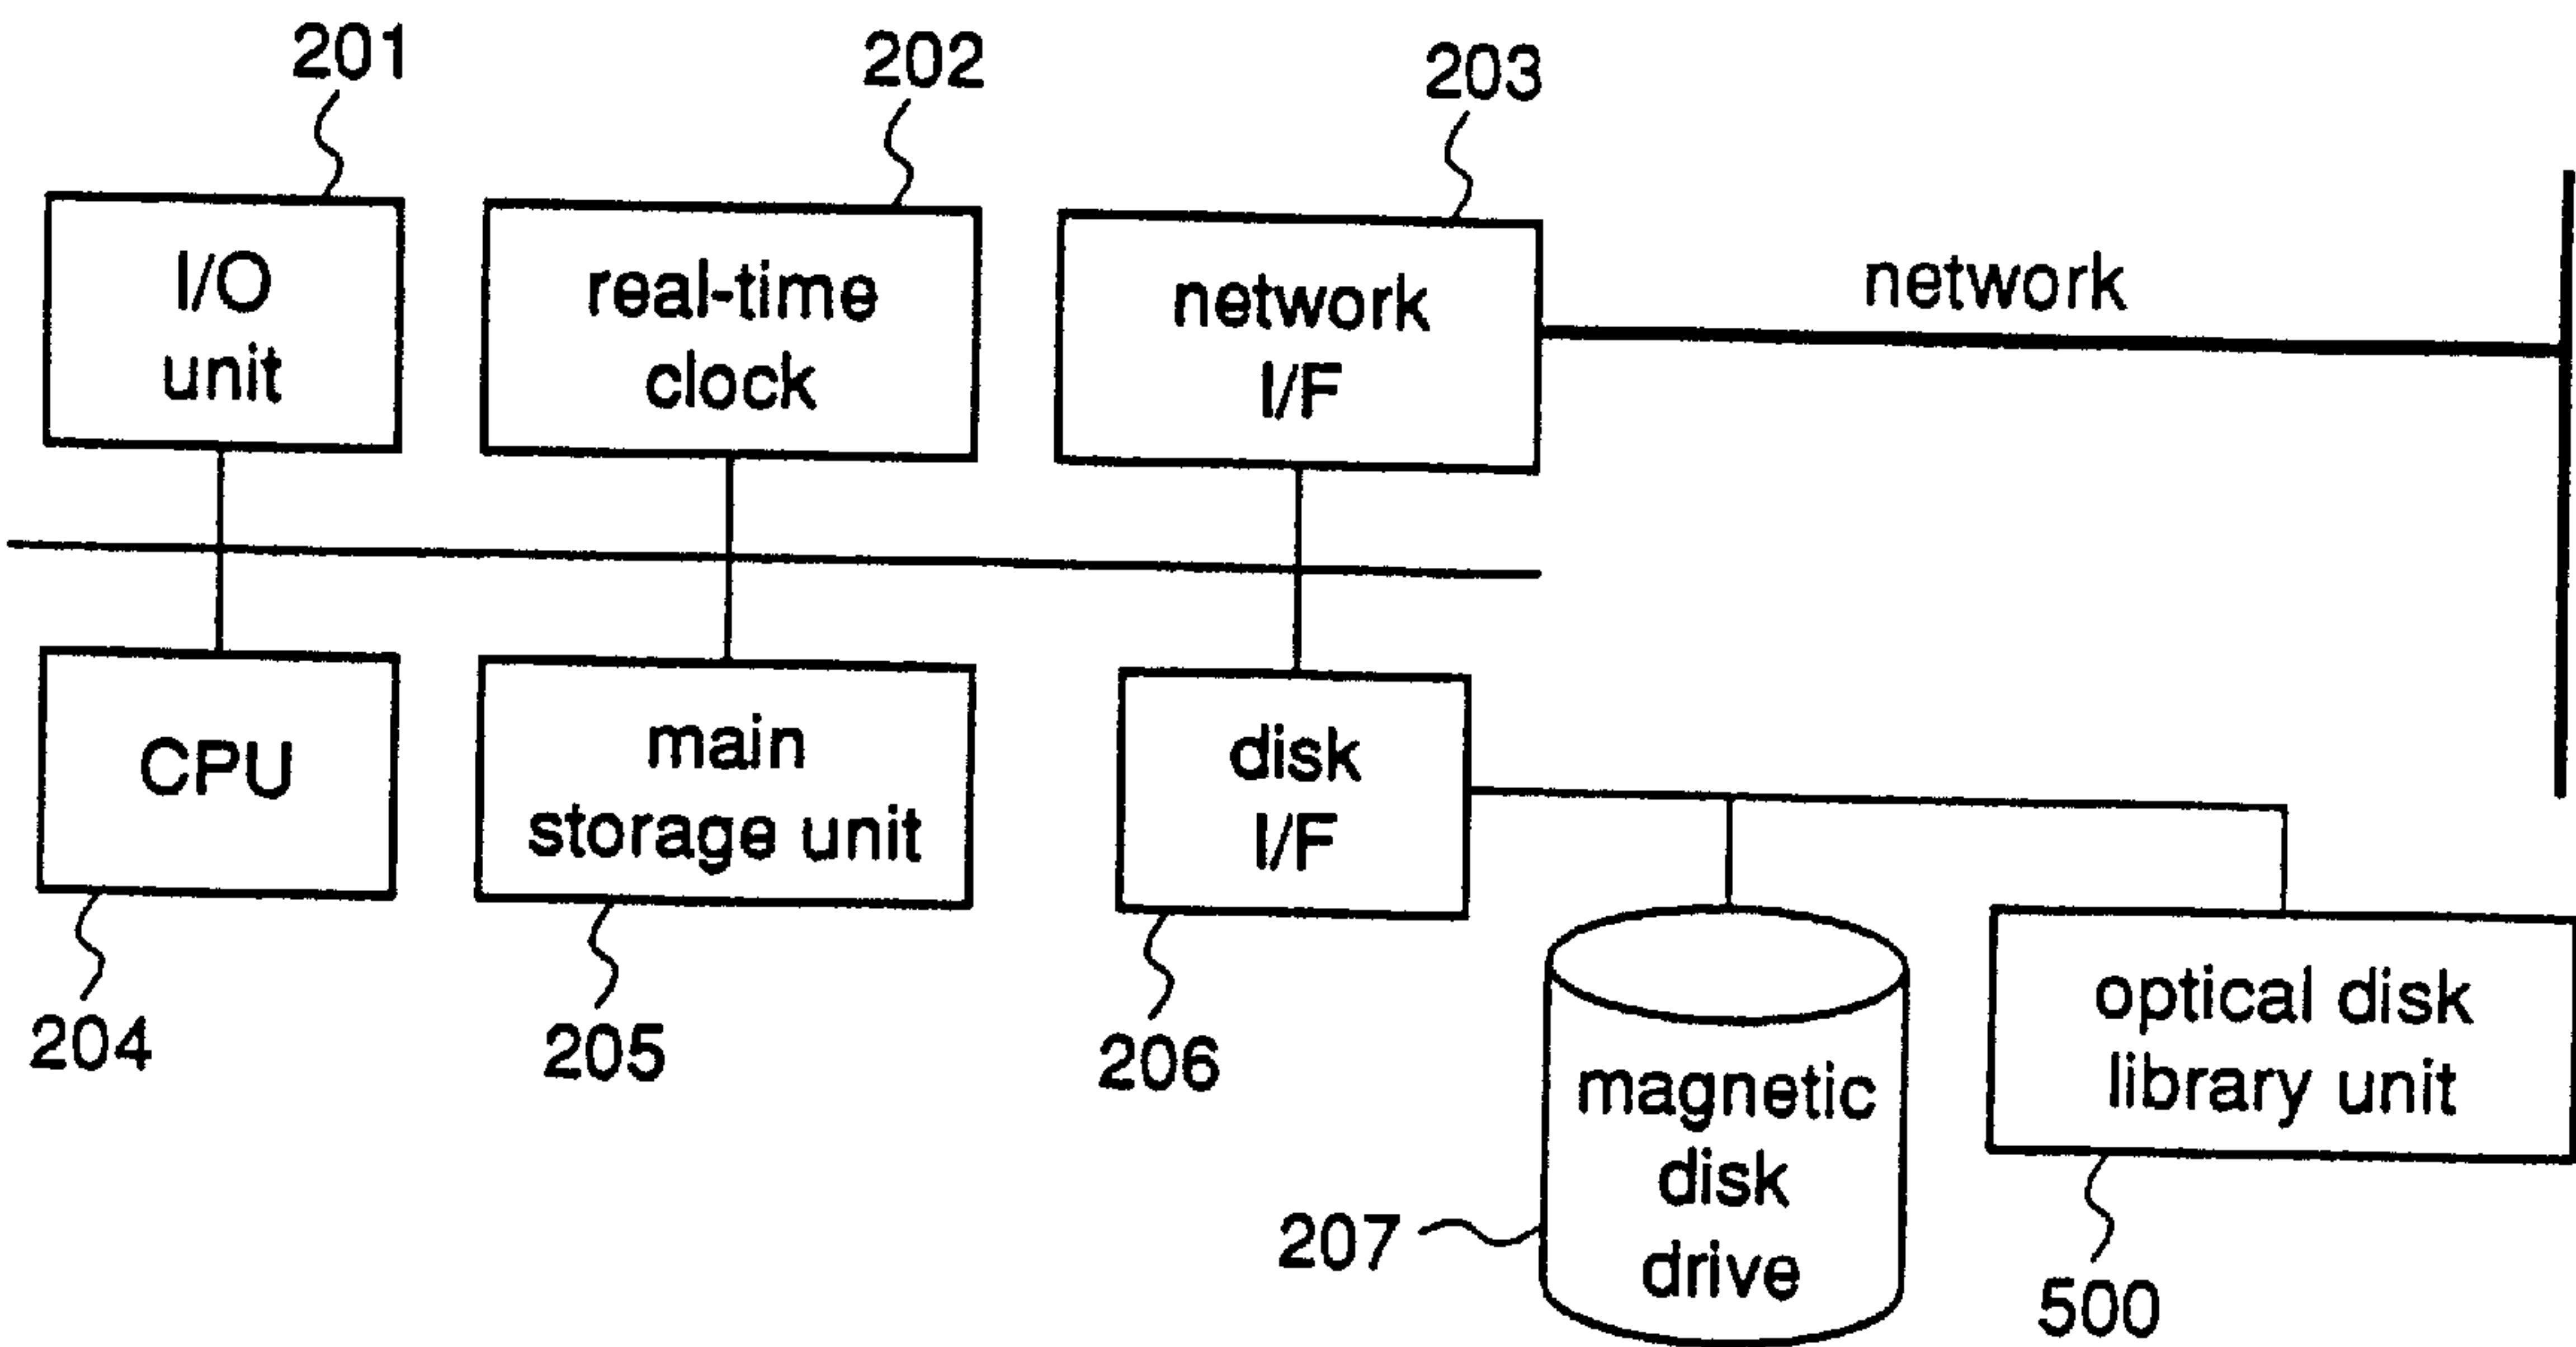 201
202
203
I/O
unit
real-time
clock
network
I/F
network
CPU
main
storage unit
disk
I/F
204
205
206
magnetic
disk
drive
207
optical disk
library unit
500